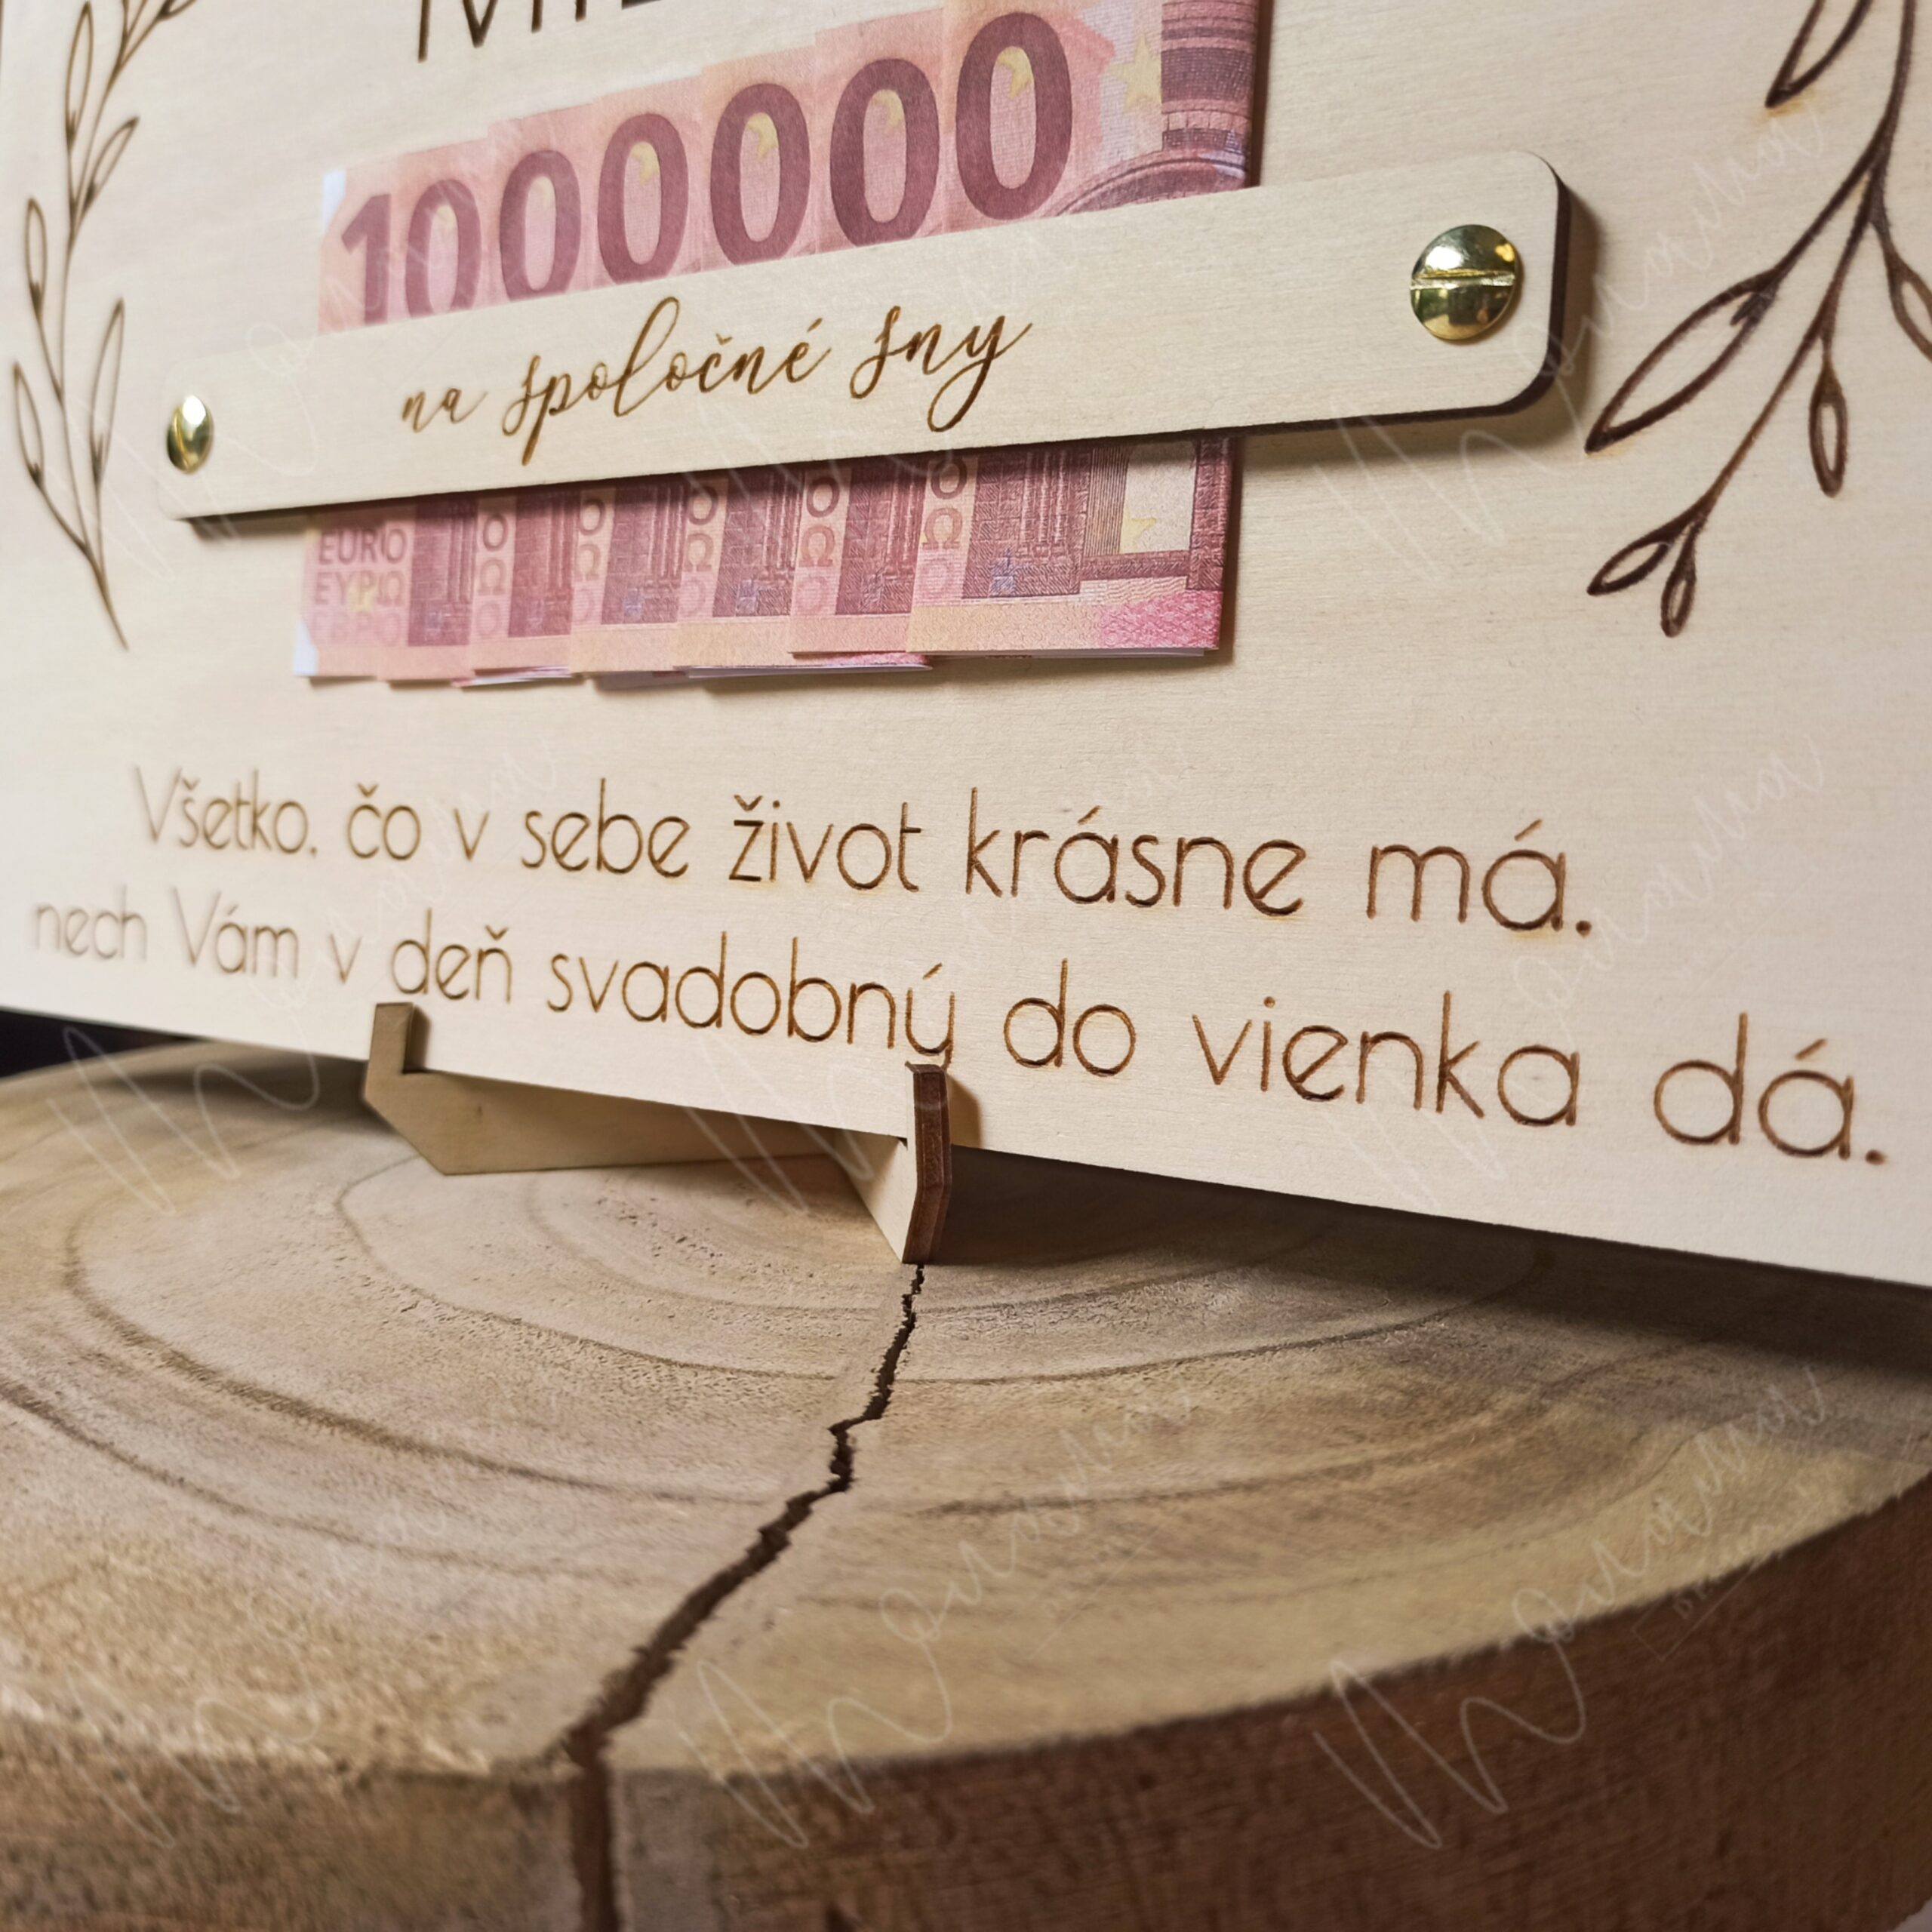 1000000
na spoločné sny
EURO
ΕΥΡΩ
ЕВРО
Všetko, čo v sebe život krásne má.
nech Vám v deň svadobný do vienka dá.